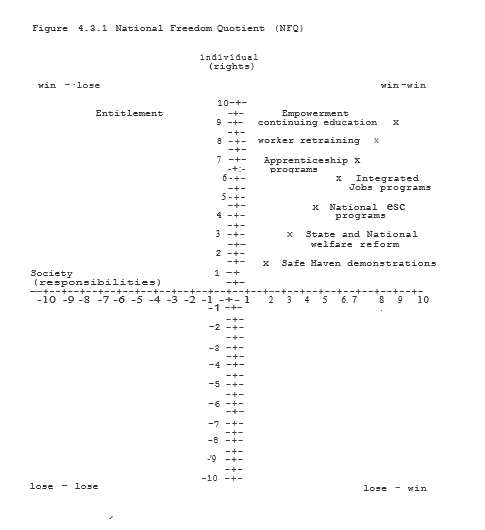 Figure 4.3.1 National Freedom Quotient (NFQ)
individual
(rights)
win - lose
win-win
10-+-
Entitlement -+- Empowerment
9 -+- continuing education x
-+-
8 -+- worker retraining x
-+-
7 -+- Apprenticeship x
-+- programs
6-+- x Integrated
-+- Jobs programs
5-+-
-+- x National esc
4 -+- programs
-+-
3 -+- x State and National
-+- welfare reform
2 -+-
-+- x Safe Haven demonstrations
Society 1 -+
(responsibilities) -+-
-10 -9 -8 -7 -6 -5 -4 -3 -2 -1 -+- 1 2 3 4 5 6 7 8 9 10
-1 -+-
-+-
-2 -+-
-+-
-3 -+-
-+-
-4 -+-
-+-
-5 -+-
-+-
-6 -+-
-+-
-7 -+-
-+-
-8 -+-
-+-
-9 -+-
-+-
-10 -+-
lose - lose
lose - win